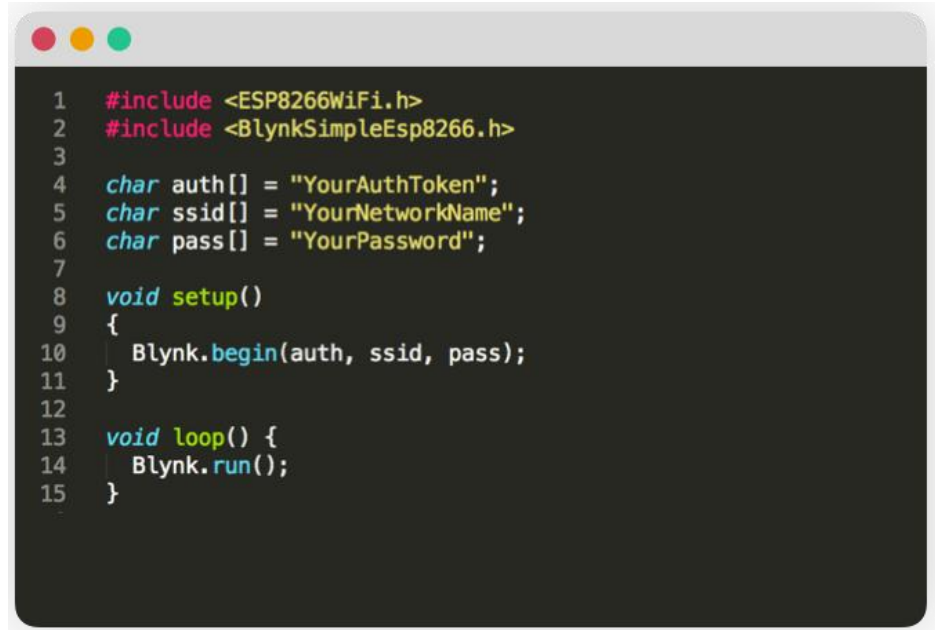 1 #include <ESP8266WiFi.h>
2 #include <BlynkSimpleEsp8266.h>
3
4 char auth[] = "YourAuthToken";
5 char ssid[] = "YourNetworkName";
6 char pass[] = "YourPassword";
7
8 void setup()
9 {
10 Blynk.begin(auth, ssid, pass);
11 }
12
13 void loop() {
14 Blynk.run();
15 }